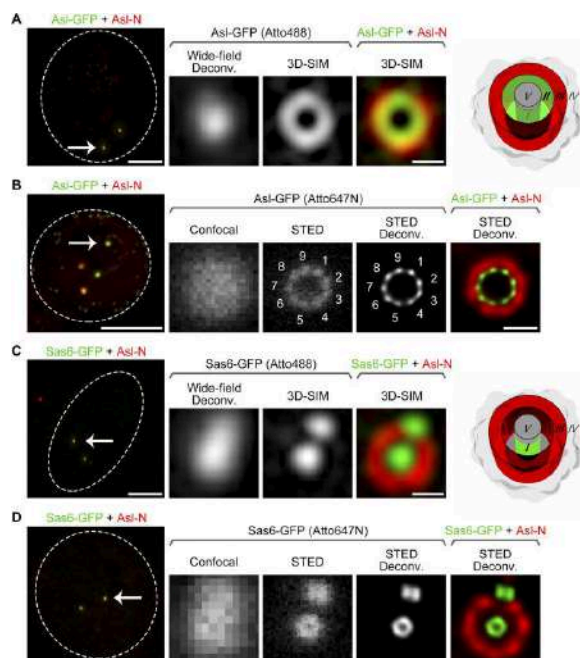 A
Asl-GFP + Asl-N
Asl-GFP (Atto488)
Asl-GFP + Asl-N
Wide-field
Deconv.
3D-SIM
3D-SIM
V II III IV
I
B
Asl-GFP + Asl-N
Asl-GFP (Atto647N)
Asl-GFP + Asl-N
Confocal
STED
STED
Deconv.
STED
Deconv.
9 1 2 3 4 5 6 7 8
9 1 2 3 4 5 6 7 8
C
Sas6-GFP + Asl-N
Sas6-GFP (Atto488)
Sas6-GFP + Asl-N
Wide-field
Deconv.
3D-SIM
3D-SIM
V II III IV
I
D
Sas6-GFP + Asl-N
Sas6-GFP (Atto647N)
Sas6-GFP + Asl-N
Confocal
STED
STED
Deconv.
STED
Deconv.